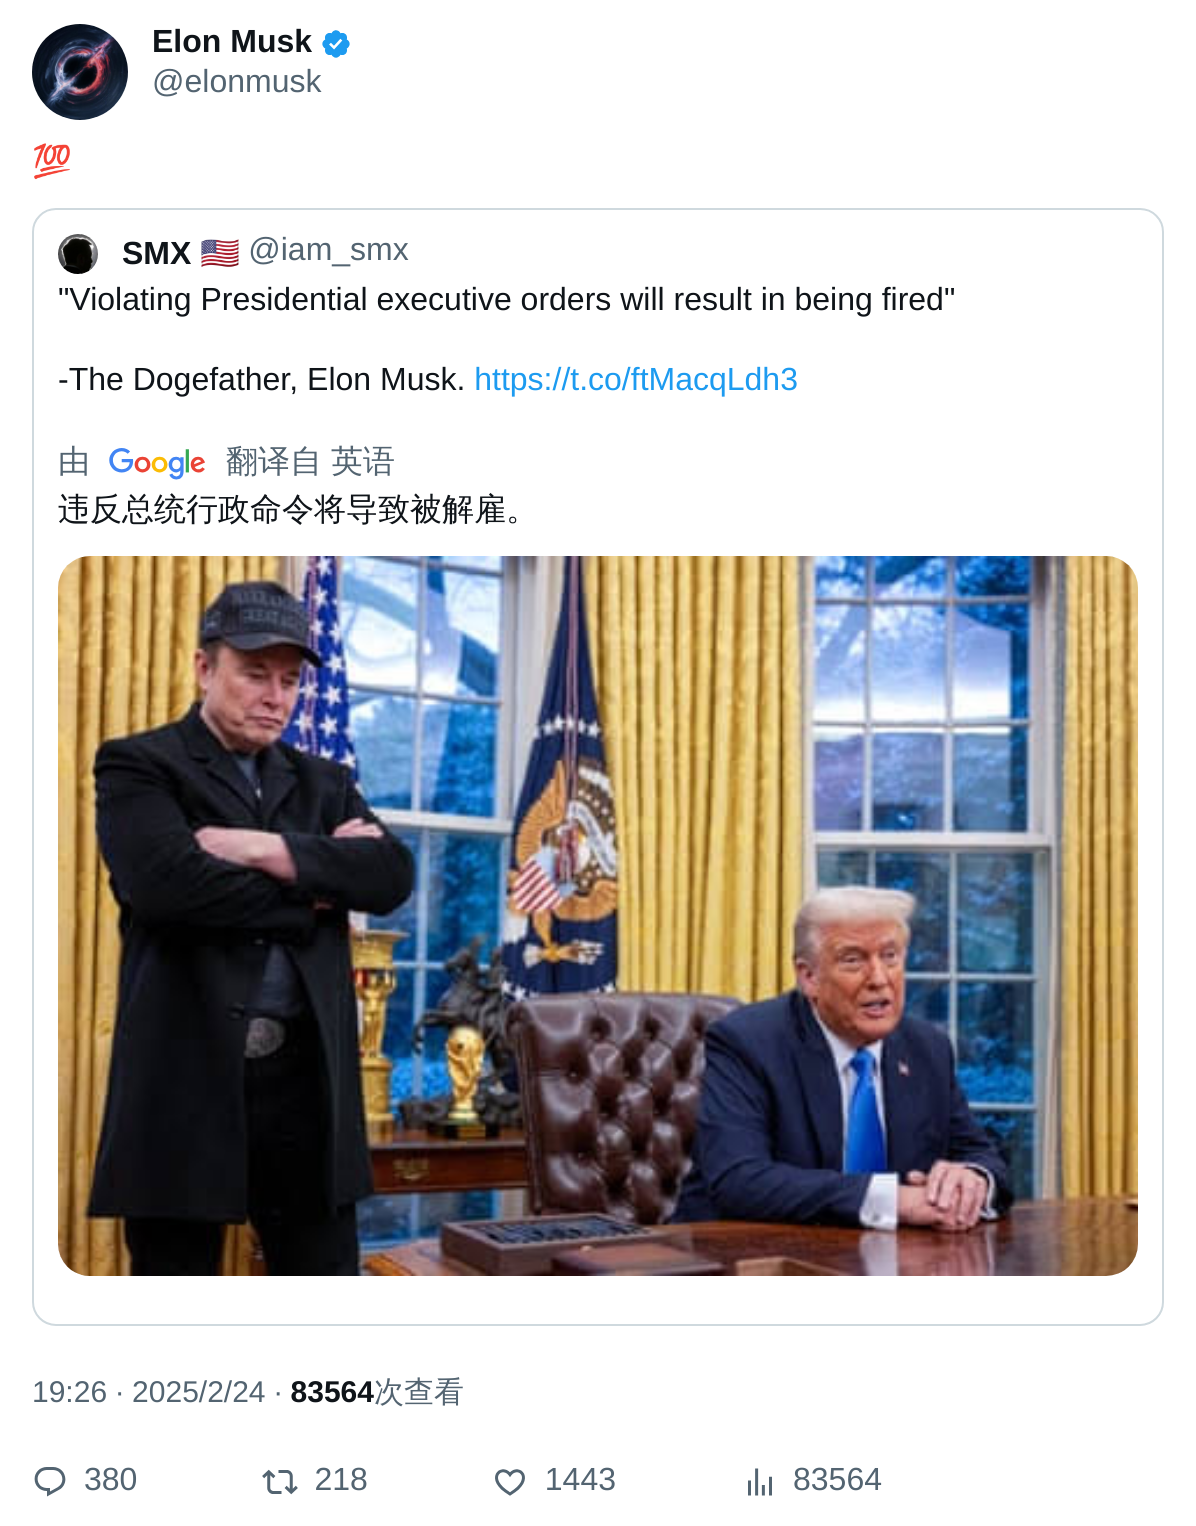 Elon Musk
@elonmusk
💯
SMX 🇺🇸 @iam_smx
"Violating Presidential executive orders will result in being fired"
-The Dogefather, Elon Musk. https://t.co/ftMacqLdh3
由 Google 翻译自 英语
违反总统行政命令将导致被解雇。
19:26 · 2025/2/24 · 83564次查看
380 218 1443 83564